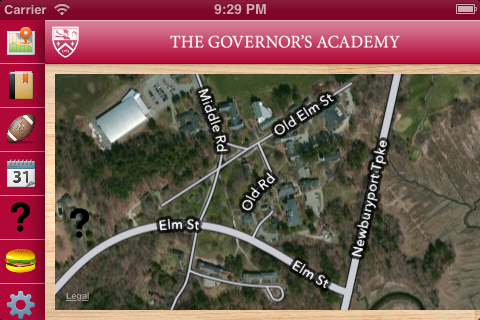 Carrier
9:29 PM
THE GOVERNOR'S ACADEMY
Middle Rd
Old Elm St
Old Rd
Newburyport Tpke
Elm St
Elm St
31
?
?
Legal